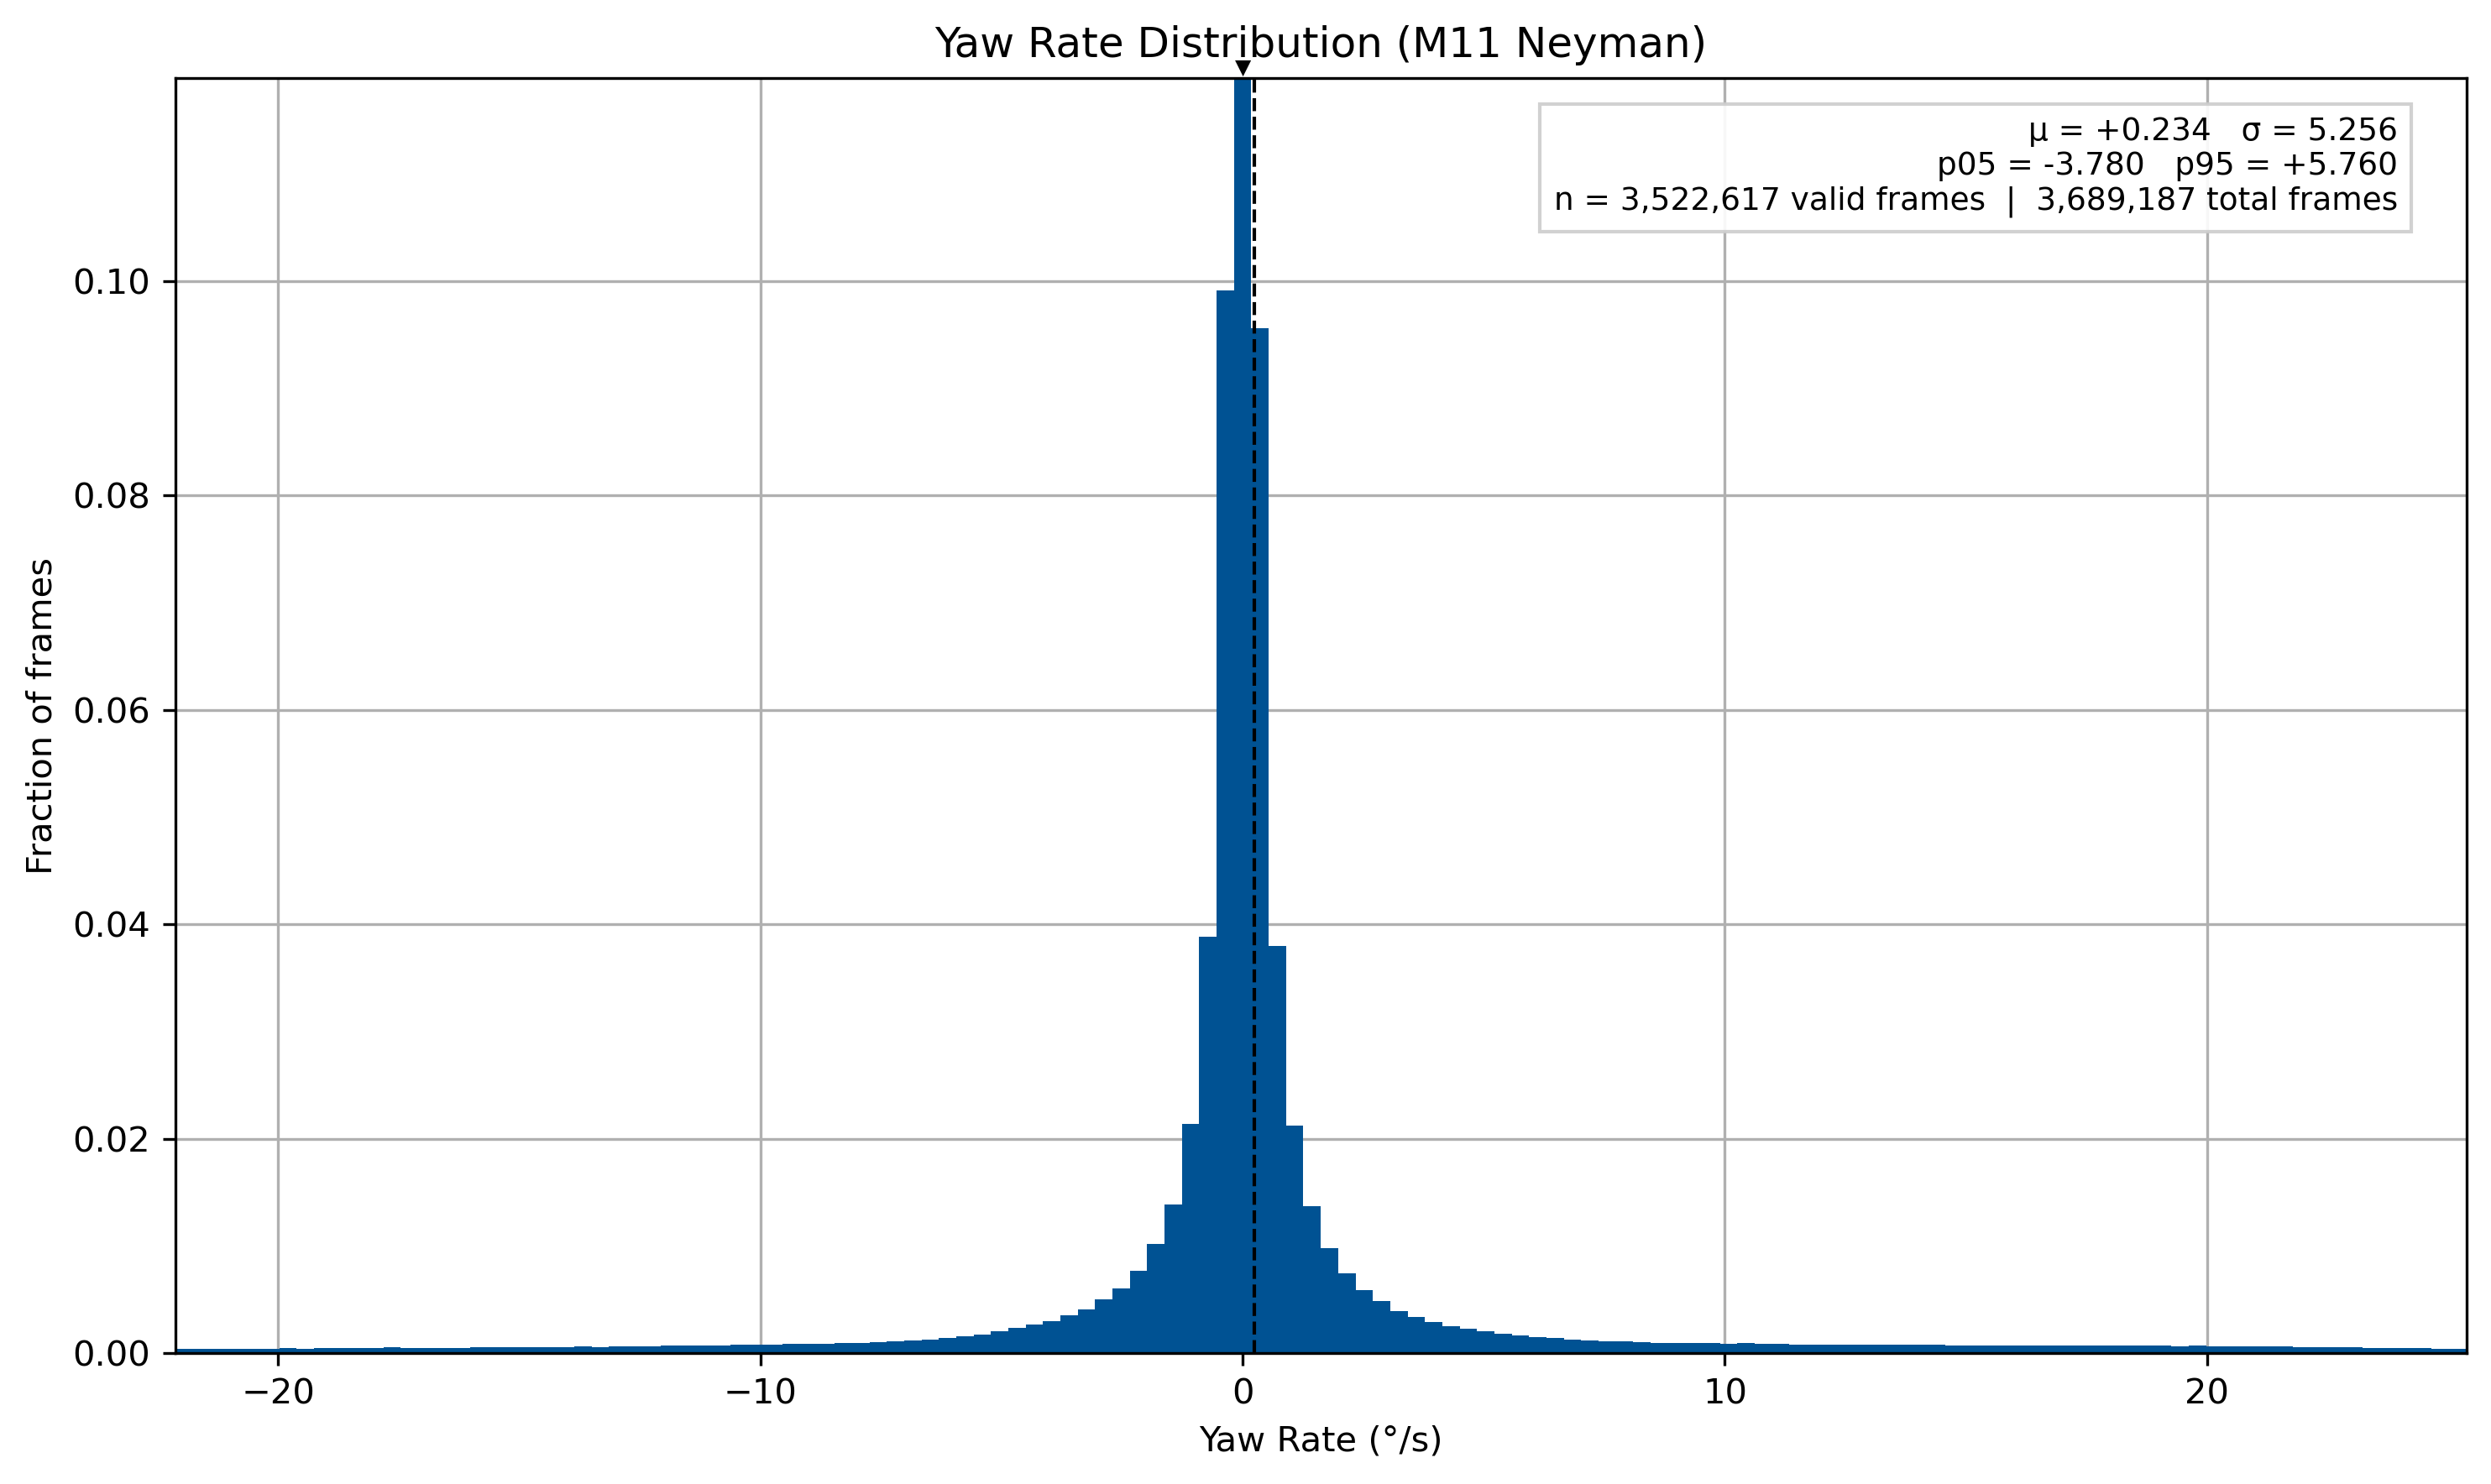 Yaw Rate Distribution (M11 Neyman)
μ = +0.234   σ = 5.256
p05 = -3.780   p95 = +5.760
n = 3,522,617 valid frames  |  3,689,187 total frames
0.10
0.08
0.06
0.04
0.02
0.00
Fraction of frames
−20
−10
0
10
20
Yaw Rate (°/s)